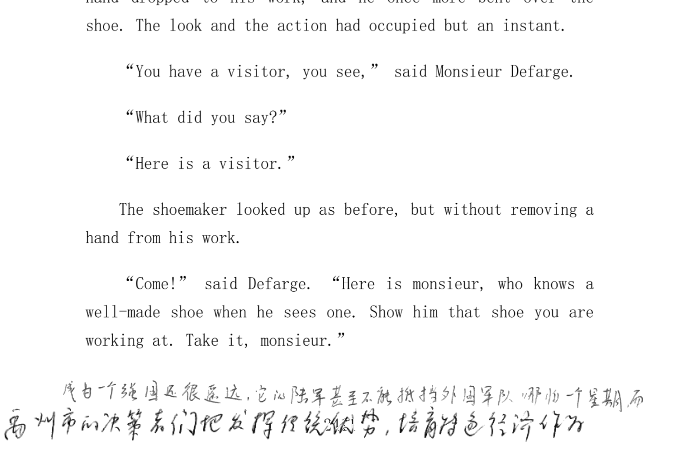 hand dropped to his work, and he once more bent over the
shoe. The look and the action had occupied but an instant.
“You have a visitor, you see,” said Monsieur Defarge.
“What did you say?”
“Here is a visitor.”
The shoemaker looked up as before, but without removing a
hand from his work.
“Come!” said Defarge. “Here is monsieur, who knows a
well-made shoe when he sees one. Show him that shoe you are
working at. Take it, monsieur.”
成为一个强国还很遥远,它的陆军甚至不能抵挡外国军队哪怕一个星期,而
禹州市的决策者们把发挥传统优势,培育特色经济作为